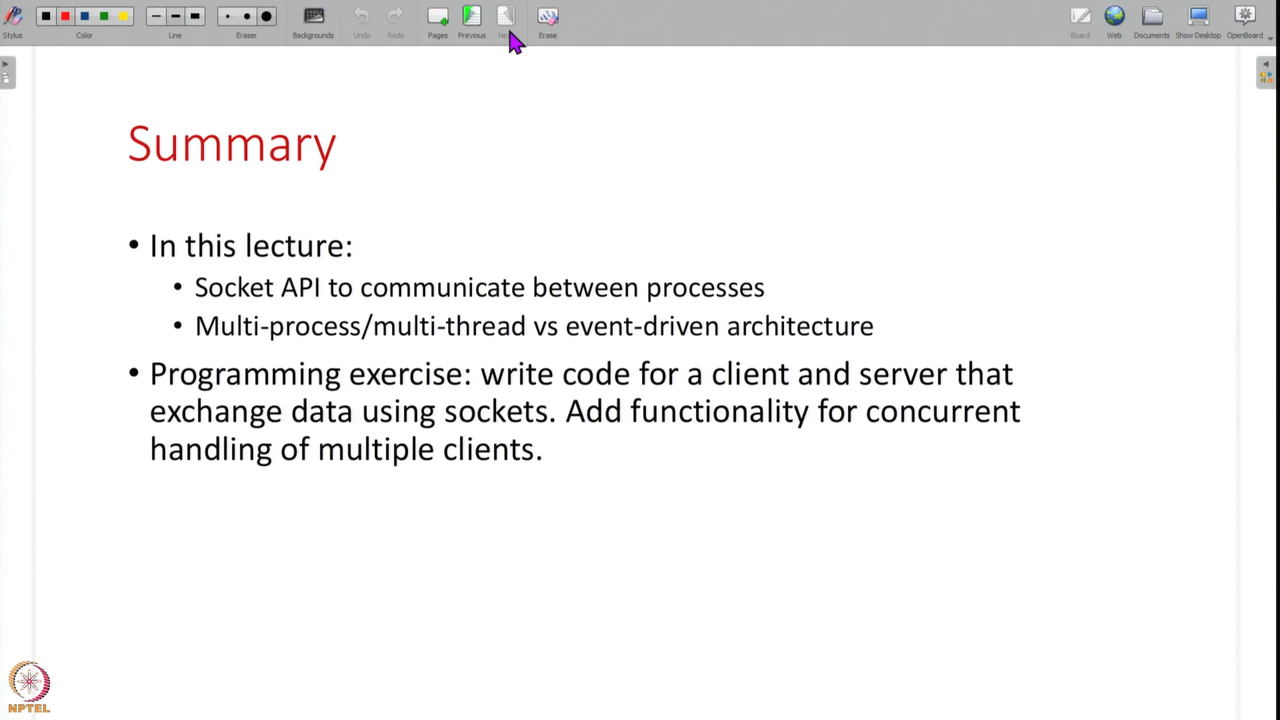 Stylus
Color
Line
Eraser
Backgrounds
Undo
Redo
Pages
Previous
Erase
Board
Web
Documents
Show Desktop
OpenBoard
Summary
• In this lecture:
• Socket API to communicate between processes
• Multi-process/multi-thread vs event-driven architecture
• Programming exercise: write code for a client and server that
exchange data using sockets. Add functionality for concurrent
handling of multiple clients.
NPTEL